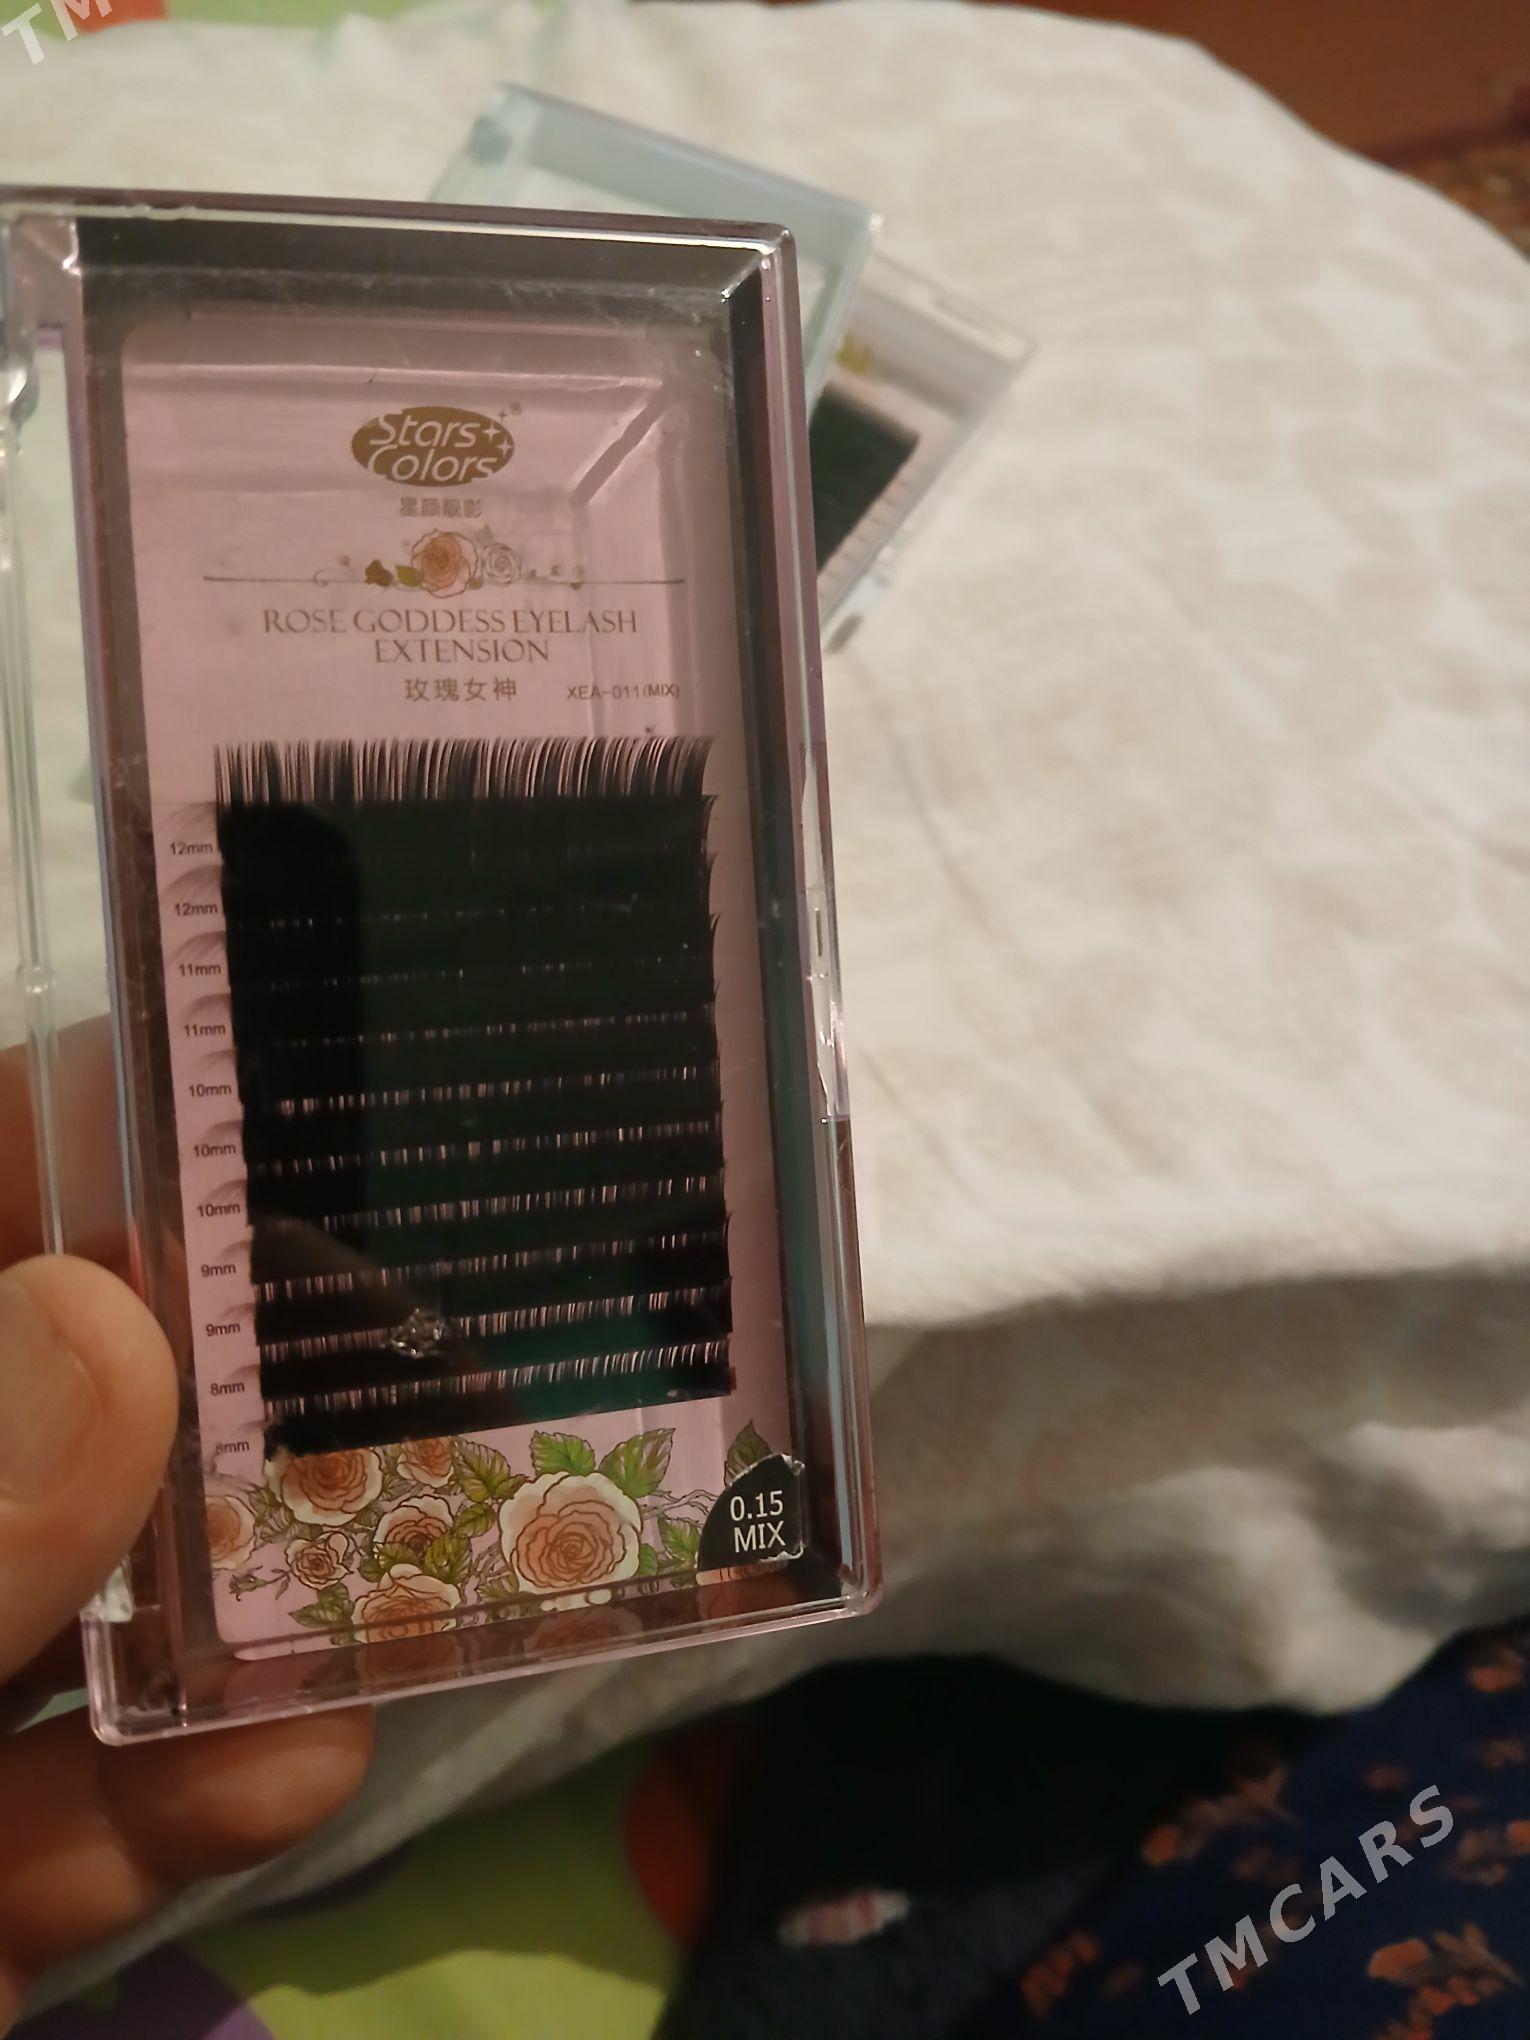 TM
Stars
Colors
®
星颜靓影
ROSE GODDESS EYELASH
EXTENSION
玫瑰女神 XEA-011(MIX)
12mm
12mm
11mm
11mm
10mm
10mm
10mm
9mm
9mm
8mm
8mm
0.15
MIX
TMCARS